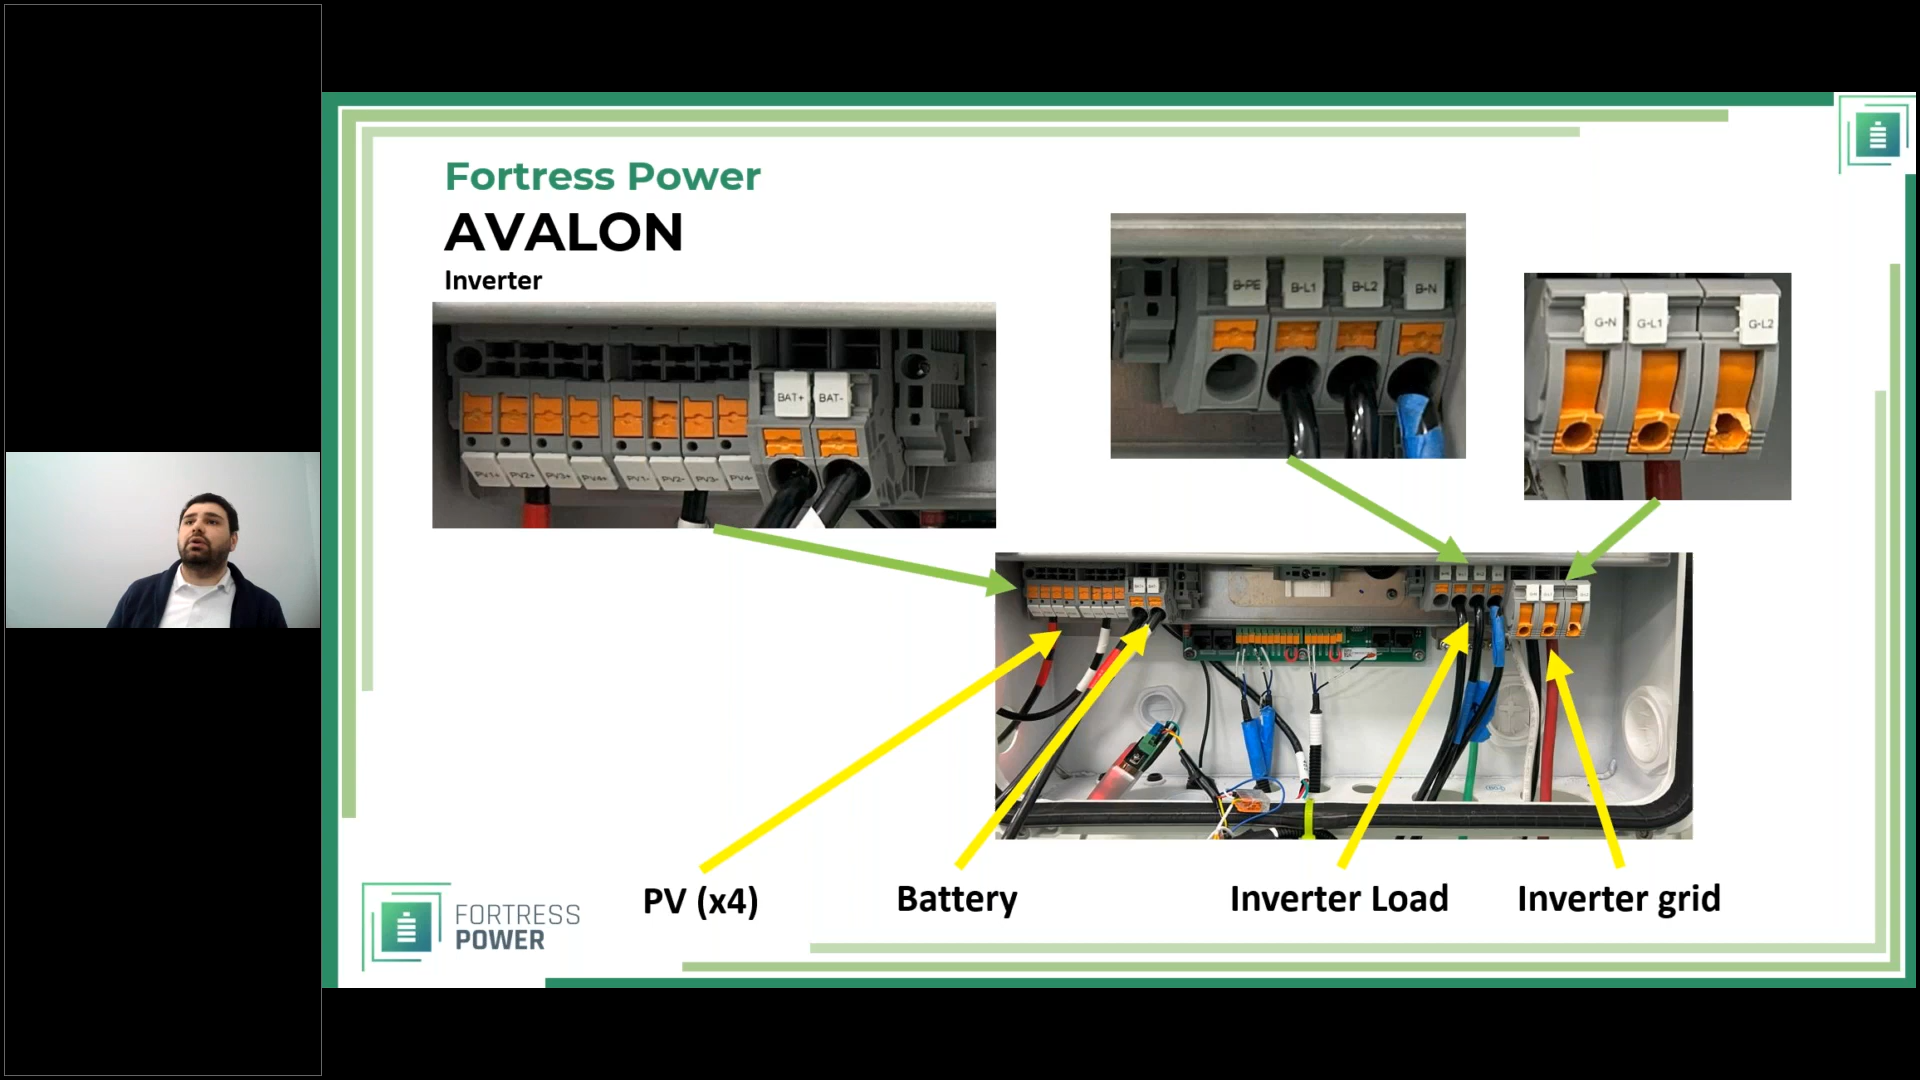 Fortress Power
AVALON
Inverter
BAT+ BAT-
PV1+ PV2+ PV3+ PV4+ PV1- PV2- PV3- PV4-
B-PE B-L1 B-L2 B-N
G-N G-L1 G-L2
PV (x4)
Battery
Inverter Load
Inverter grid
FORTRESS
POWER